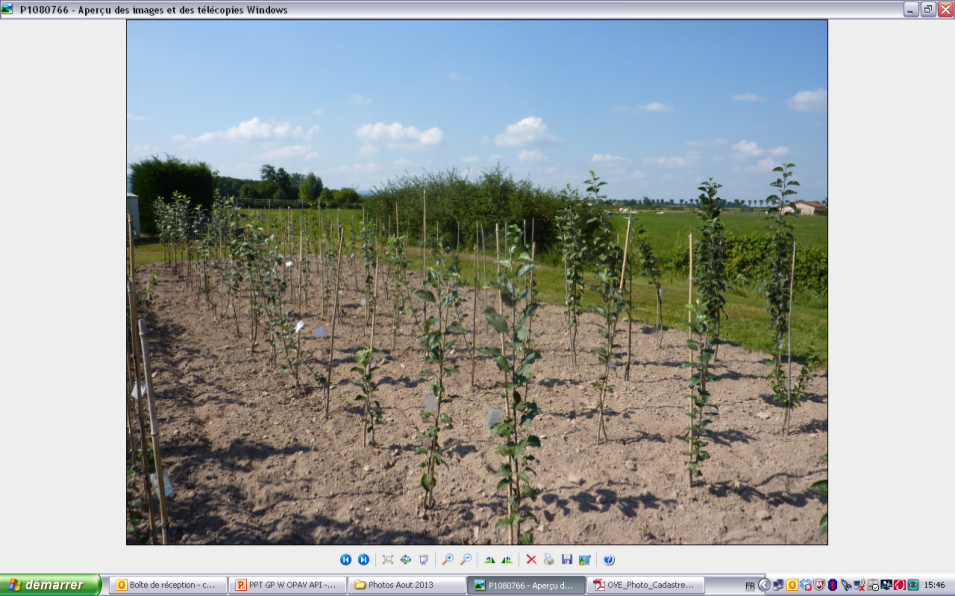 P1080766 - Aperçu des images et des télécopies Windows
démarrer
Boîte de réception - c...
PPT GP W OPAV API -...
Photos Aout 2013
P1080766 - Aperçu d...
OVE_Photo_Cadastre...
FR
15:46